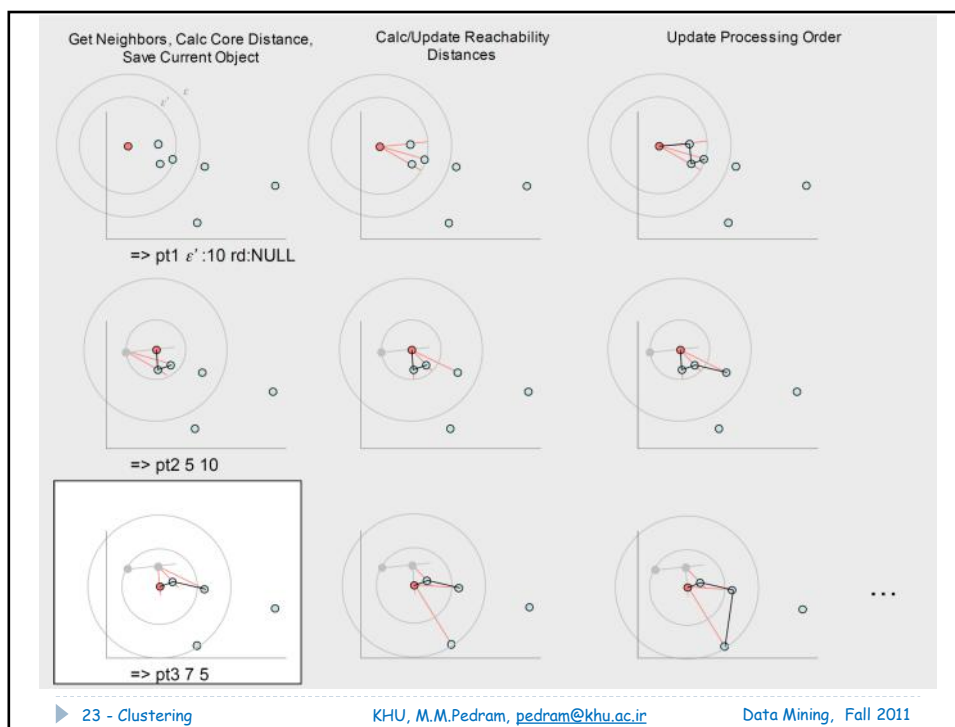 Get Neighbors, Calc Core Distance,
Save Current Object
Calc/Update Reachability
Distances
Update Processing Order
ε
ε'
=> pt1 ε' :10 rd:NULL
=> pt2 5 10
=> pt3 7 5
...
23 - Clustering
KHU, M.M.Pedram, pedram@khu.ac.ir
Data Mining, Fall 2011